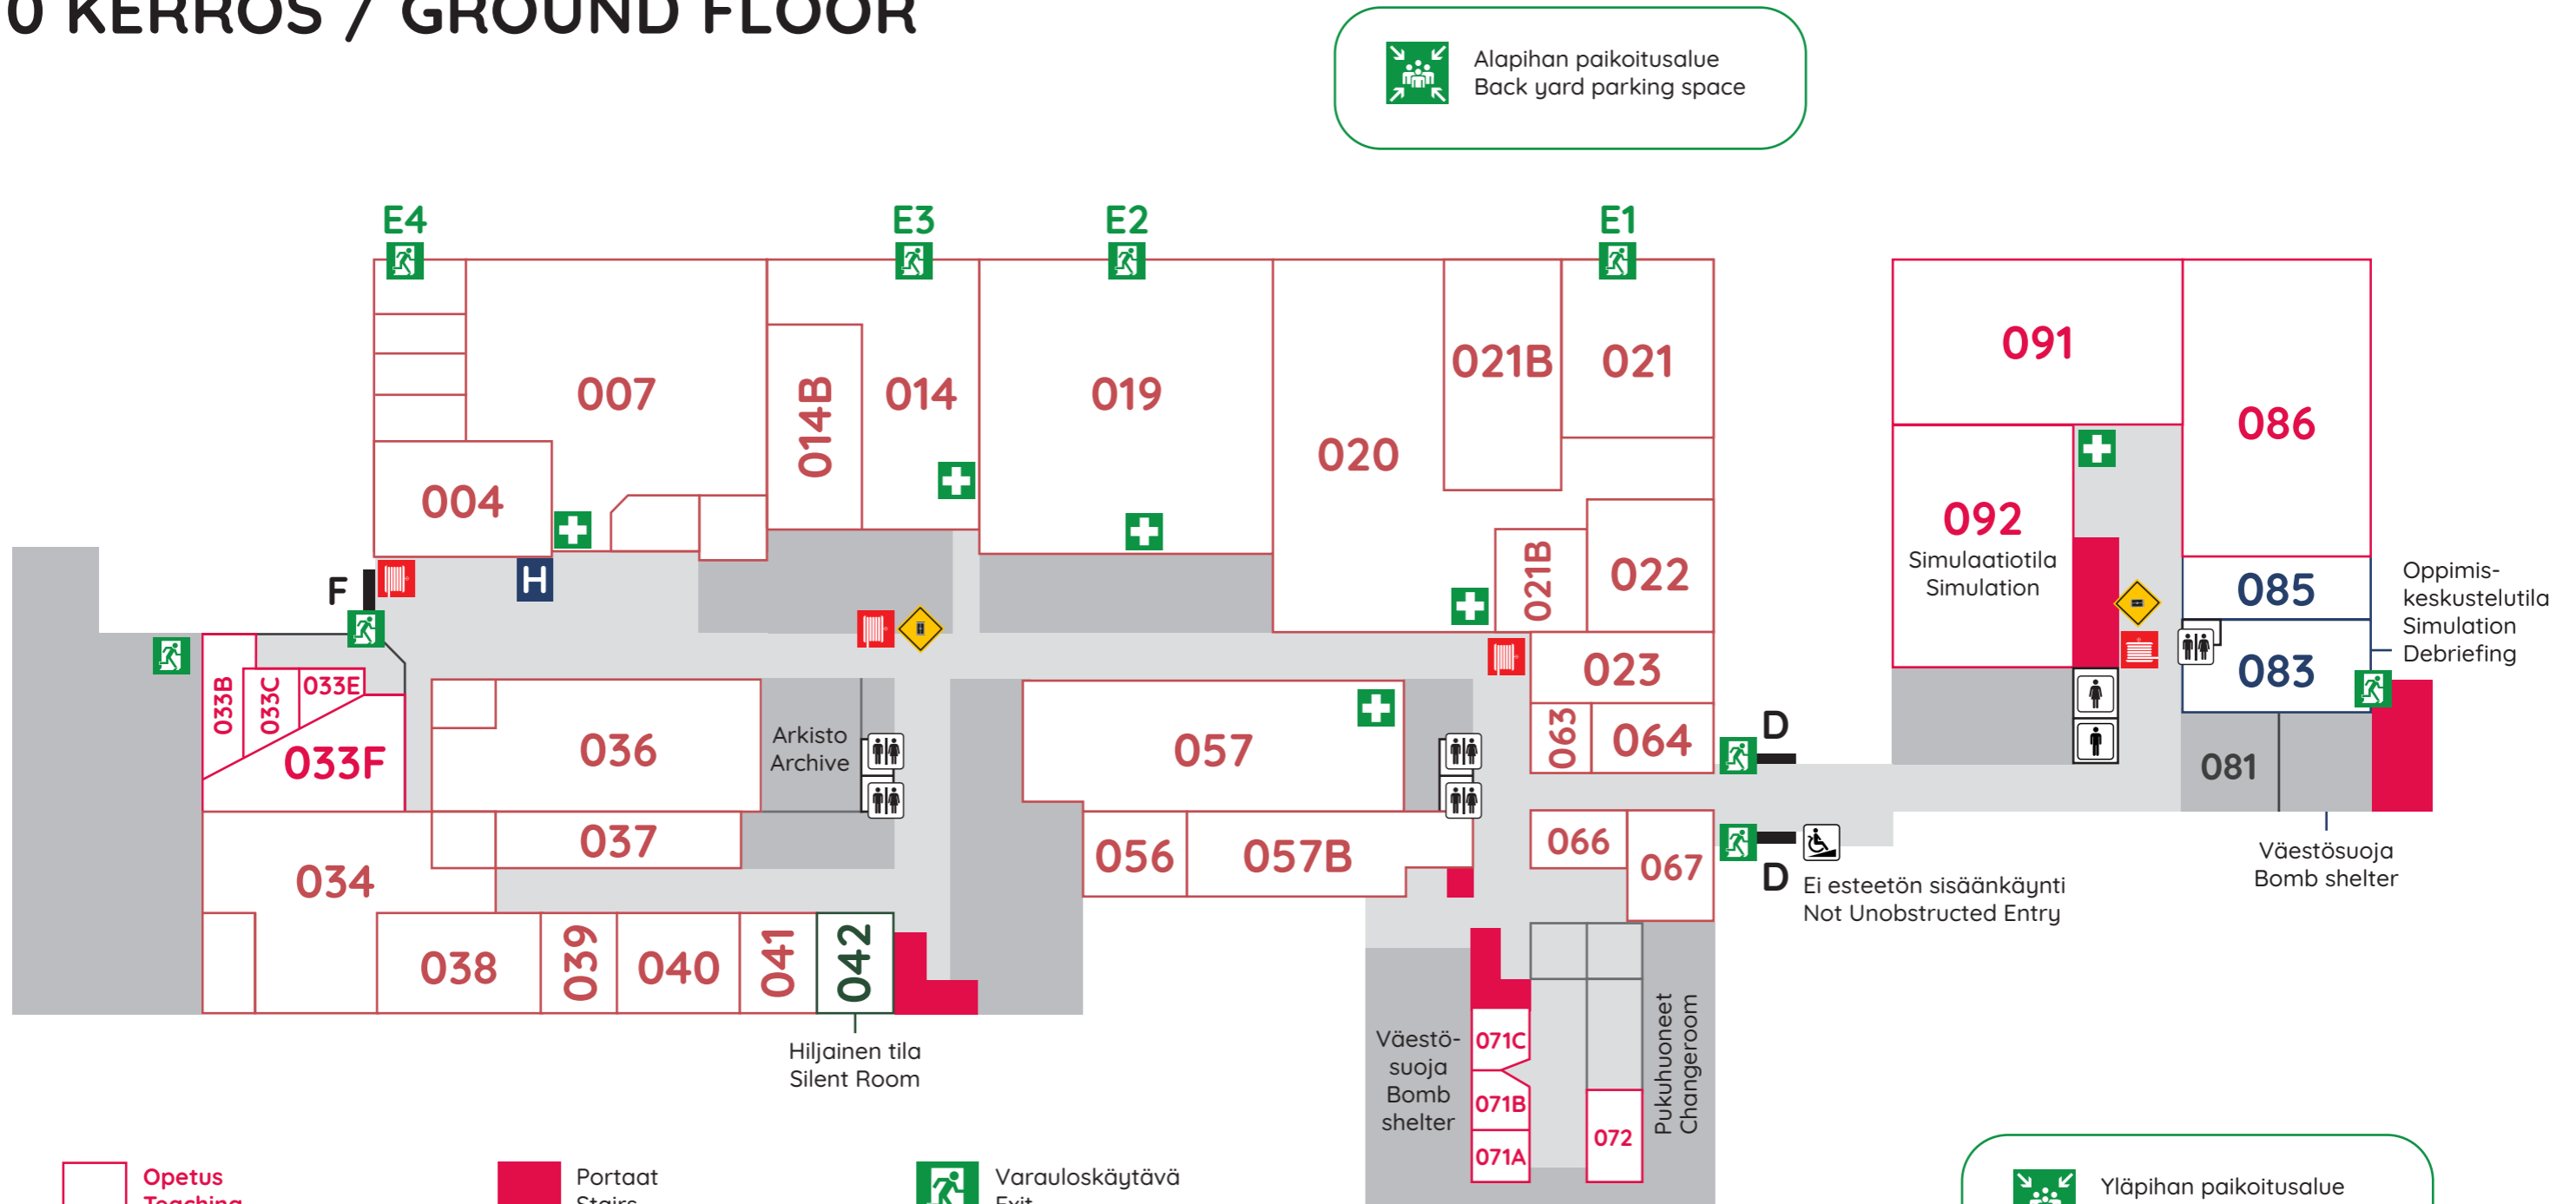 0 KERROS / GROUND FLOOR
Alapihan paikoitusalue
Back yard parking space
E4
E3
E2
E1
007
014B
014
019
020
021B
021
004
021B
022
023
063
064
F
H
033B
033C
033E
033F
036
Arkisto
Archive
037
034
038
039
040
041
042
Hiljainen tila
Silent Room
057
056
057B
066
067
D
D
Ei esteetön sisäänkäynti
Not Unobstructed Entry
091
086
092
Simulaatiotila
Simulation
085
083
Oppimis-
keskustelutila
Simulation
Debriefing
081
Väestösuoja
Bomb shelter
Väestö-
suoja
Bomb
shelter
071C
071B
071A
072
Pukuhuoneet
Changeroom
Opetus
Teaching
Portaat
Stairs
Varauloskäytävä
Exit
Yläpihan paikoitusalue